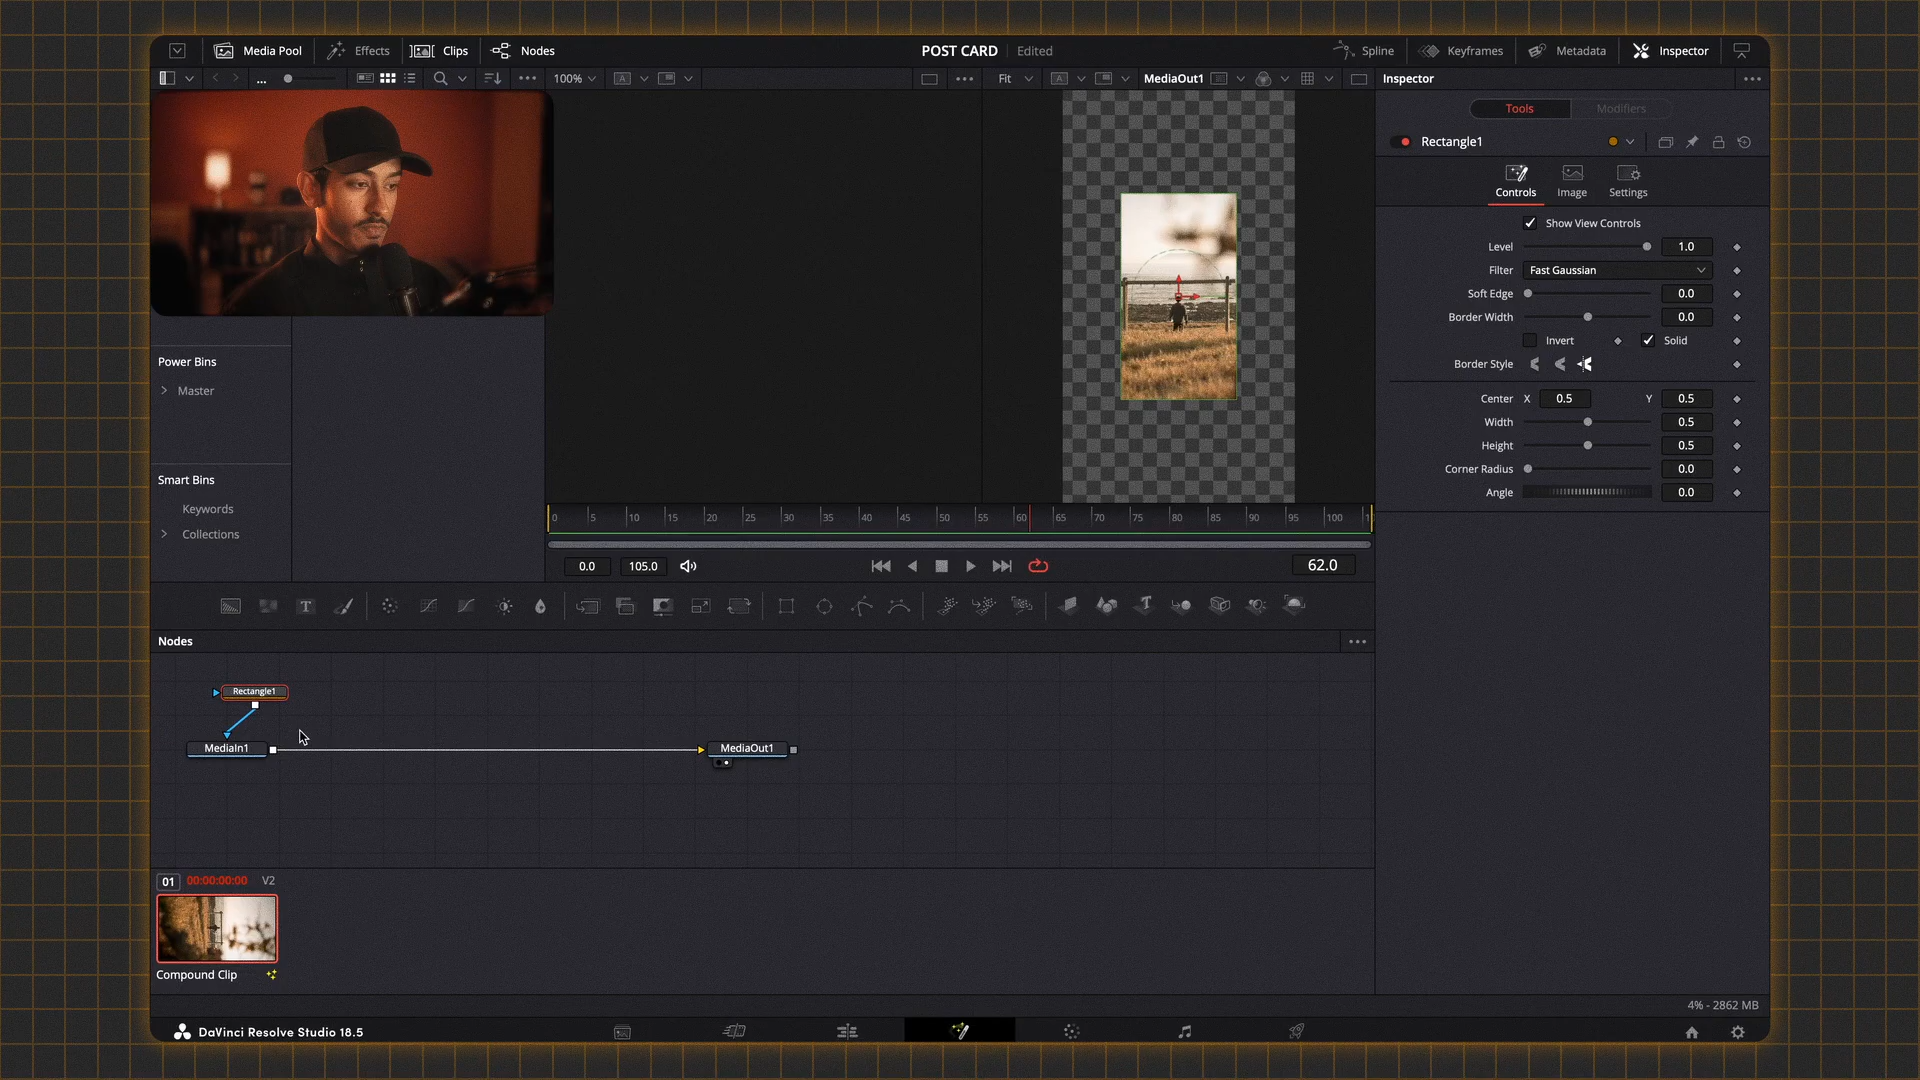 Media Pool Effects Clips Nodes POST CARD Edited Spline Keyframes Metadata Inspector
... 100% A Fit A MediaOut1 Inspector
Tools Modifiers
Rectangle1
Controls Image Settings
Show View Controls
Level 1.0
Filter Fast Gaussian
Soft Edge 0.0
Border Width 0.0
Invert Solid
Border Style
Center X 0.5 Y 0.5
Width 0.5
Height 0.5
Corner Radius 0.0
Angle 0.0
Power Bins
Master
Smart Bins
Keywords
Collections
0 5 10 15 20 25 30 35 40 45 50 55 60 65 70 75 80 85 90 95 100
0.0 105.0 62.0
T T
Nodes
Rectangle1
MediaIn1 MediaOut1
01 00:00:00:00 V2
Compound Clip
4% - 2862 MB
DaVinci Resolve Studio 18.5